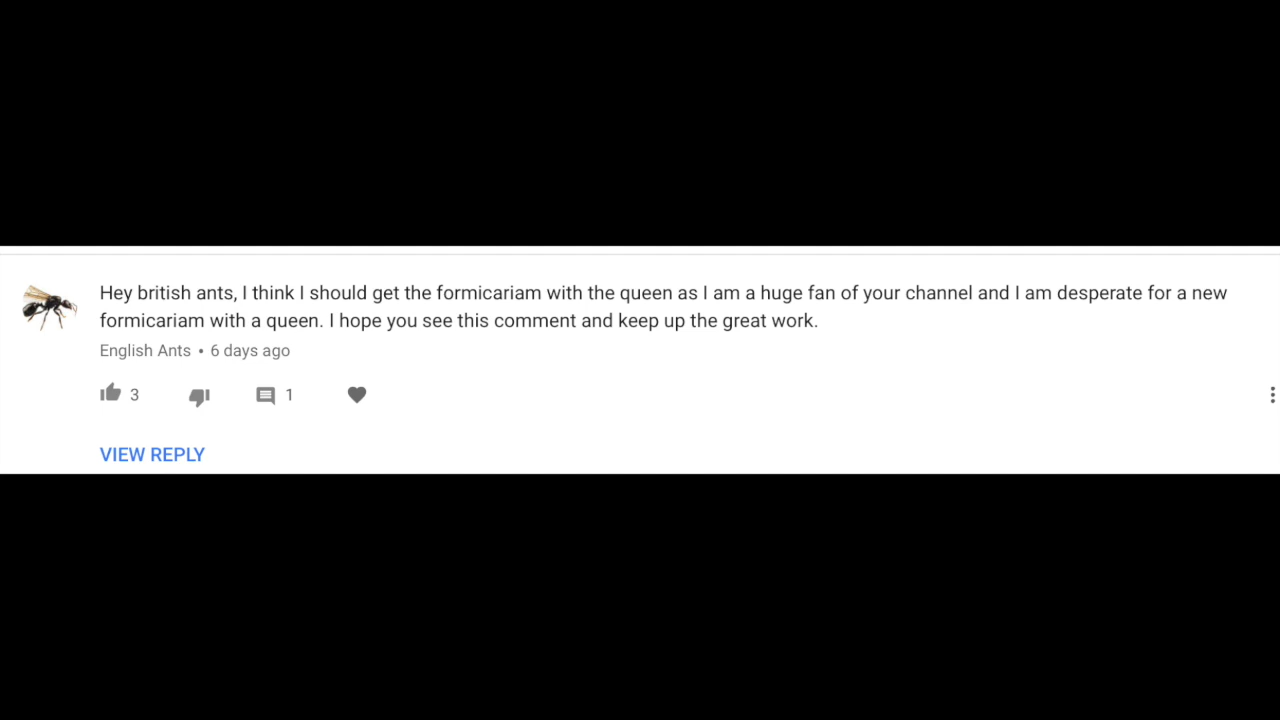 Hey british ants, I think I should get the formicariam with the queen as I am a huge fan of your channel and I am desperate for a new
formicariam with a queen. I hope you see this comment and keep up the great work.
English Ants • 6 days ago
3 1
VIEW REPLY